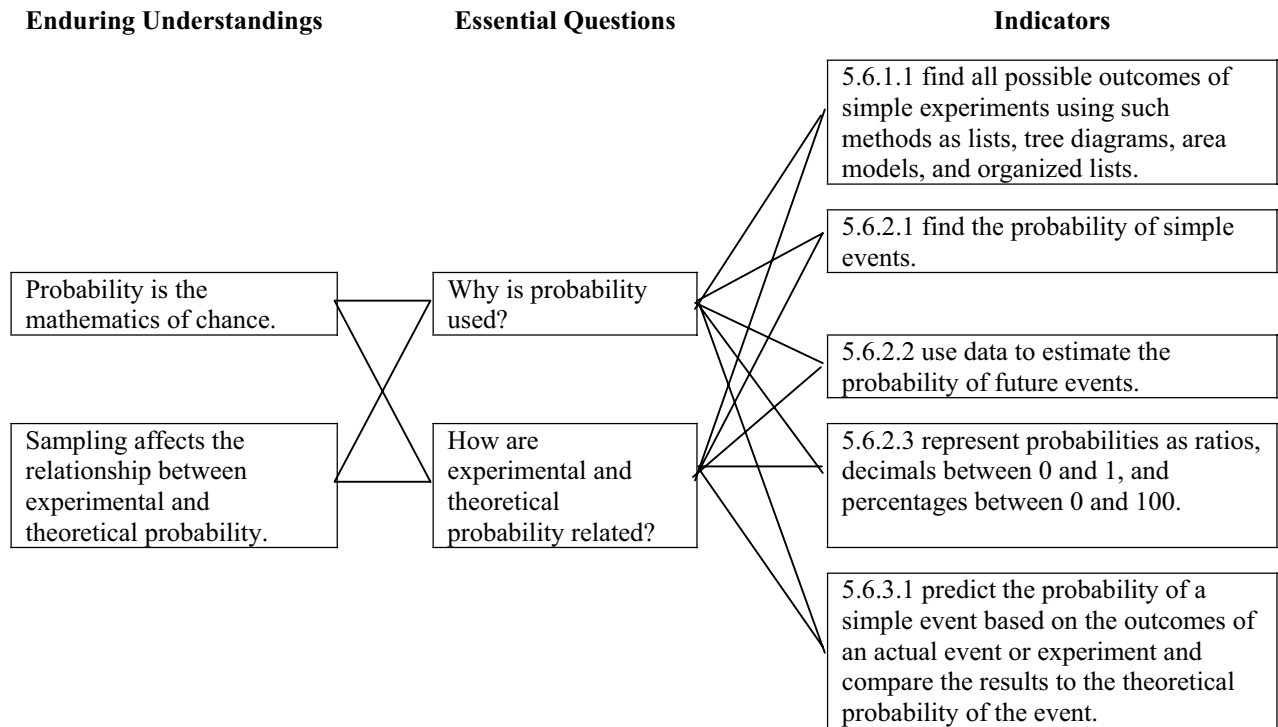 Enduring Understandings
Essential Questions
Indicators
5.6.1.1 find all possible outcomes of
simple experiments using such
methods as lists, tree diagrams, area
models, and organized lists.
5.6.2.1 find the probability of simple
events.
Probability is the
mathematics of chance.
Why is probability
used?
5.6.2.2 use data to estimate the
probability of future events.
Sampling affects the
relationship between
experimental and
theoretical probability.
How are
experimental and
theoretical
probability related?
5.6.2.3 represent probabilities as ratios,
decimals between 0 and 1, and
percentages between 0 and 100.
5.6.3.1 predict the probability of a
simple event based on the outcomes of
an actual event or experiment and
compare the results to the theoretical
probability of the event.